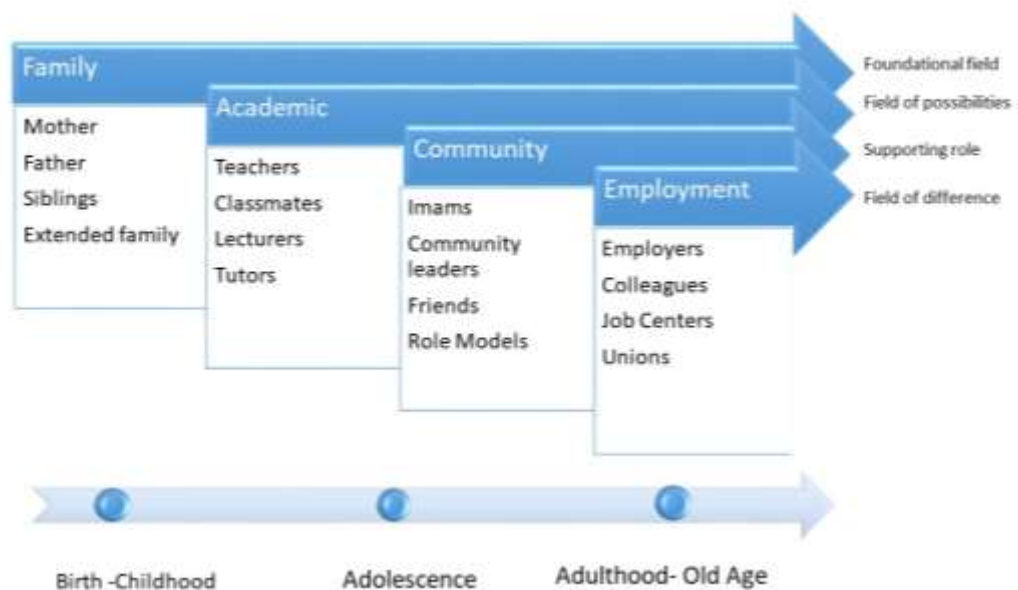 Family
Mother
Father
Siblings
Extended family
Academic
Teachers
Classmates
Lecturers
Tutors
Community
Imams
Community
leaders
Friends
Role Models
Employment
Employers
Colleagues
Job Centers
Unions
Foundational field
Field of possibilities
Supporting role
Field of difference
Birth -Childhood
Adolescence
Adulthood- Old Age